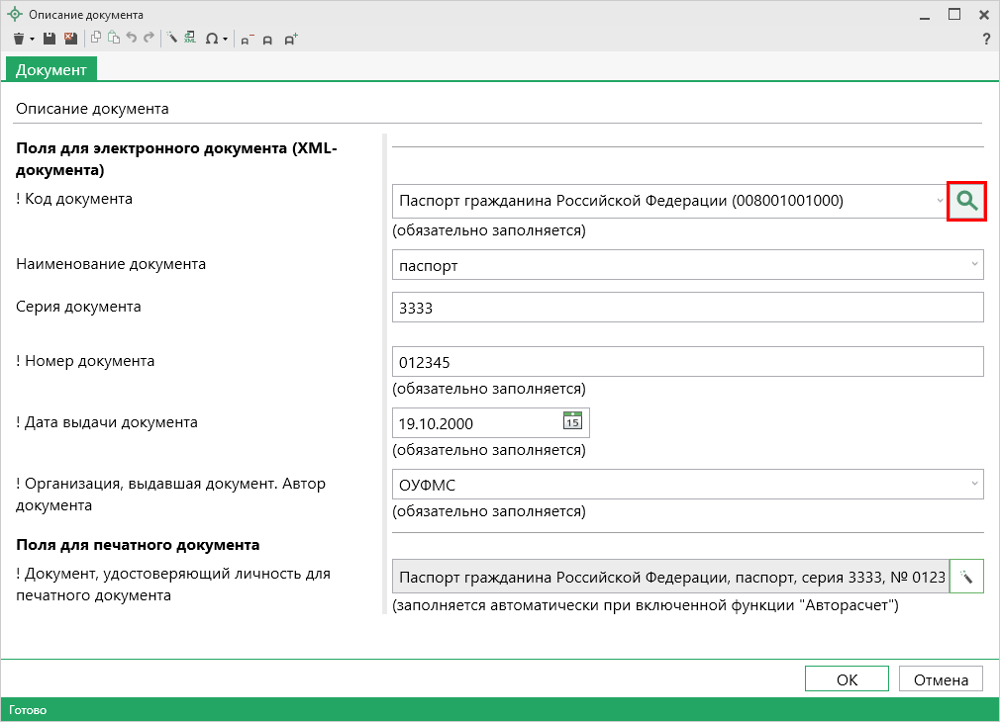 Описание документа
XML
Ω
A− A A+
?
Документ
Описание документа
Поля для электронного документа (XML-
документа)
! Код документа
Паспорт гражданина Российской Федерации (008001001000)
(обязательно заполняется)
Наименование документа
паспорт
Серия документа
3333
! Номер документа
012345
(обязательно заполняется)
! Дата выдачи документа
19.10.2000
15
(обязательно заполняется)
! Организация, выдавшая документ. Автор
документа
ОУФМС
(обязательно заполняется)
Поля для печатного документа
! Документ, удостоверяющий личность для
печатного документа
Паспорт гражданина Российской Федерации, паспорт, серия 3333, № 0123
(заполняется автоматически при включенной функции "Авторасчет")
ОК
Отмена
Готово